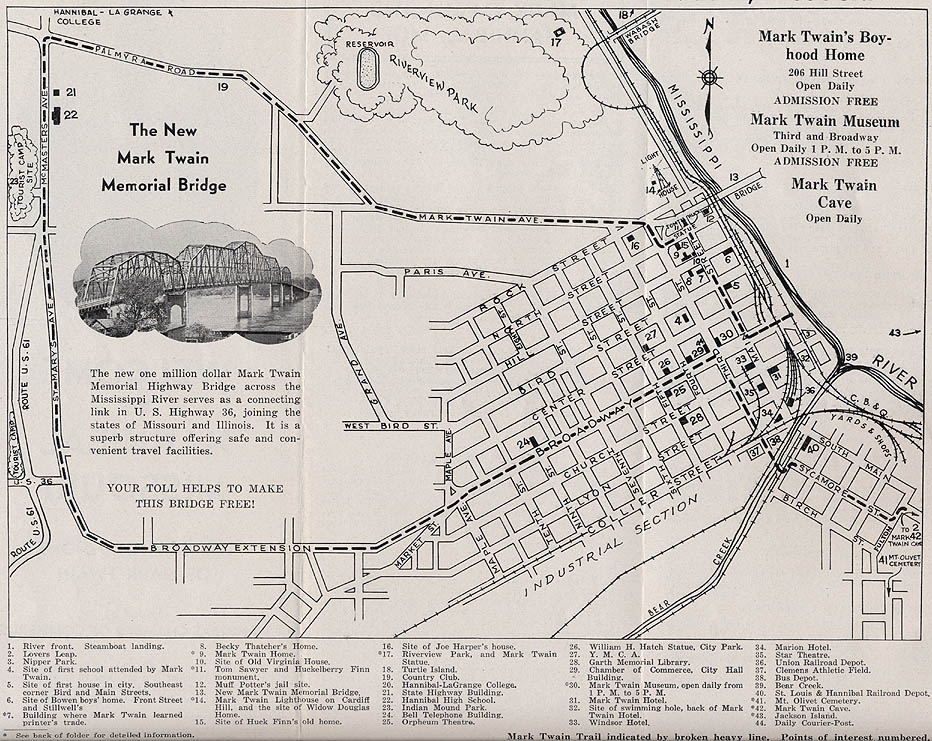 HANNIBAL - LA GRANGE
COLLEGE
PALMYRA ROAD
19
21
22
McMASTERS AVE
TOURIST CAMP
SITE
23
The New
Mark Twain
Memorial Bridge
RESERVOIR
RIVERVIEW PARK
17
18
WABASH
BRIDGE
N
MISSISSIPPI
LIGHT
HOUSE
14
13
BRIDGE
Mark Twain's Boy-
hood Home
206 Hill Street
Open Daily
ADMISSION FREE
Mark Twain Museum
Third and Broadway
Open Daily 1 P. M. to 5 P. M.
ADMISSION FREE
Mark Twain
Cave
Open Daily
MARK TWAIN AVE.
PARIS AVE.
GRAND AVE
WEST BIRD ST.
MAPLE AVE.
ROCK STREET
NORTH STREET
HILL STREET
BIRD STREET
CENTER STREET
BROADWAY
CHURCH STREET
LYON STREET
COLLIER STREET
12
16
15
9
10
8
7
6
5
4
1
27
26
29
44
30
25
28
24
33
31
32
35
34
36
37
38
39
3
40
43
RIVER
C. B. & Q.
YARDS & SHOPS
SOUTH MAIN
SYCAMORE ST.
BIRCH ST.
FULTON
TO 2
MARK 42
TWAIN CAVE
41 MT. OLIVET
CEMETERY
BEAR CREEK
INDUSTRIAL SECTION
MAPLE AVE
TENTH
NINTH
SEVENTH
MARKET ST.
BROADWAY EXTENSION
ST. MARYS AVE
ROUTE U.S. 61
TOURIST CAMP
U.S. 36
ROUTE U.S. 61
The new one million dollar Mark Twain
Memorial Highway Bridge across the
Mississippi River serves as a connecting
link in U. S. Highway 36, joining the
states of Missouri and Illinois. It is a
superb structure offering safe and con-
venient travel facilities.
YOUR TOLL HELPS TO MAKE
THIS BRIDGE FREE!
1. River front. Steamboat landing.
2. Lovers Leap.
3. Nipper Park.
4. Site of first school attended by Mark
Twain.
5. Site of first house in city. Southeast
corner Bird and Main Streets.
6. Site of Bowen boys' home. Front Street
and Stillwell's
*7. Building where Mark Twain learned
printer's trade.
8. Becky Thatcher's Home.
* 9. Mark Twain Home.
10. Site of Old Virginia House.
*11. Tom Sawyer and Huckelberry Finn
monument.
12. Muff Potter's jail site.
13. New Mark Twain Memorial Bridge.
*14. Mark Twain Lighthouse on Cardiff
Hill, and the site of Widow Douglas
Home.
15. Site of Huck Finn's old home.
16. Site of Joe Harper's house.
*17. Riverview Park, and Mark Twain
Statue.
18. Turtle Island.
19. Country Club.
20. Hannibal-LaGrange College.
21. State Highway Building.
22. Hannibal High School.
23. Indian Mound Park.
24. Bell Telephone Building.
25. Orpheum Theatre.
26. William H. Hatch Statue, City Park.
27. Y. M. C. A.
28. Garth Memorial Library.
29. Chamber of Commerce, City Hall
Building.
*30. Mark Twain Museum, open daily from
1 P. M. to 5 P. M.
31. Mark Twain Hotel.
32. Site of swimming hole, back of Mark
Twain Hotel.
33. Windsor Hotel.
34. Marion Hotel.
35. Star Theatre.
36. Union Railroad Depot.
37. Clemens Athletic Field.
38. Bus Depot.
39. Bear Creek.
40. St. Louis & Hannibal Railroad Depot.
*41. Mt. Olivet Cemetery.
*42. Mark Twain Cave.
*43. Jackson Island.
44. Daily Courier-Post.
* See back of folder for detailed information.
Mark Twain Trail indicated by broken heavy line. Points of interest numbered.